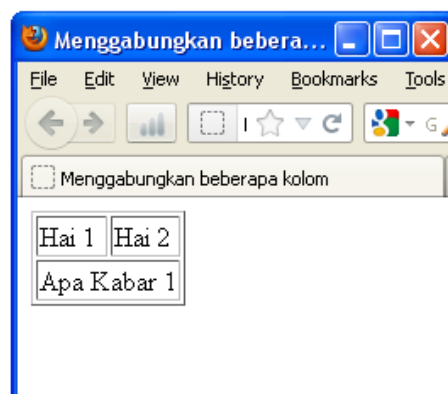 Menggabungkan bebera...
File Edit View History Bookmarks Tools
G
Menggabungkan beberapa kolom
Hai 1 Hai 2
Apa Kabar 1